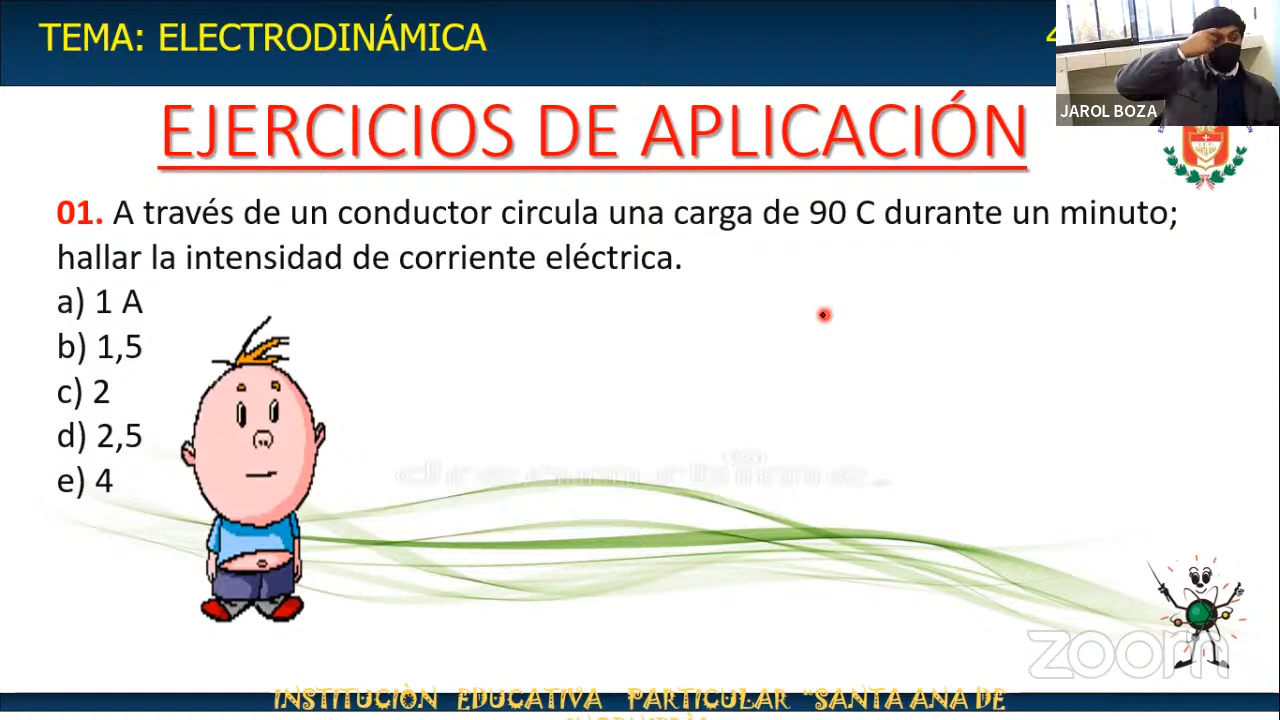 TEMA: ELECTRODINÁMICA
JAROL BOZA
EJERCICIOS DE APLICACIÓN
01. A través de un conductor circula una carga de 90 C durante un minuto;
hallar la intensidad de corriente eléctrica.
a) 1 A
b) 1,5
c) 2
d) 2,5
e) 4
zoom
INSTITUCIÒN EDUCATIVA PARTICULAR "SANTA ANA DE